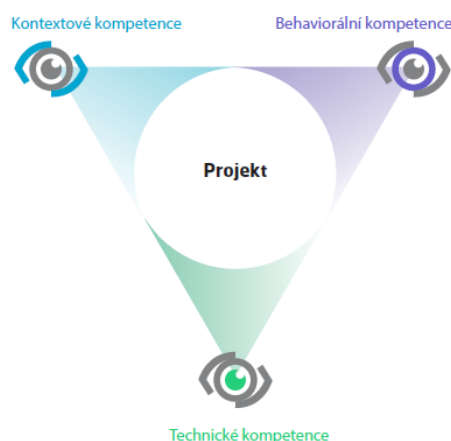 Kontextové kompetence
Behaviorální kompetence
Projekt
Technické kompetence